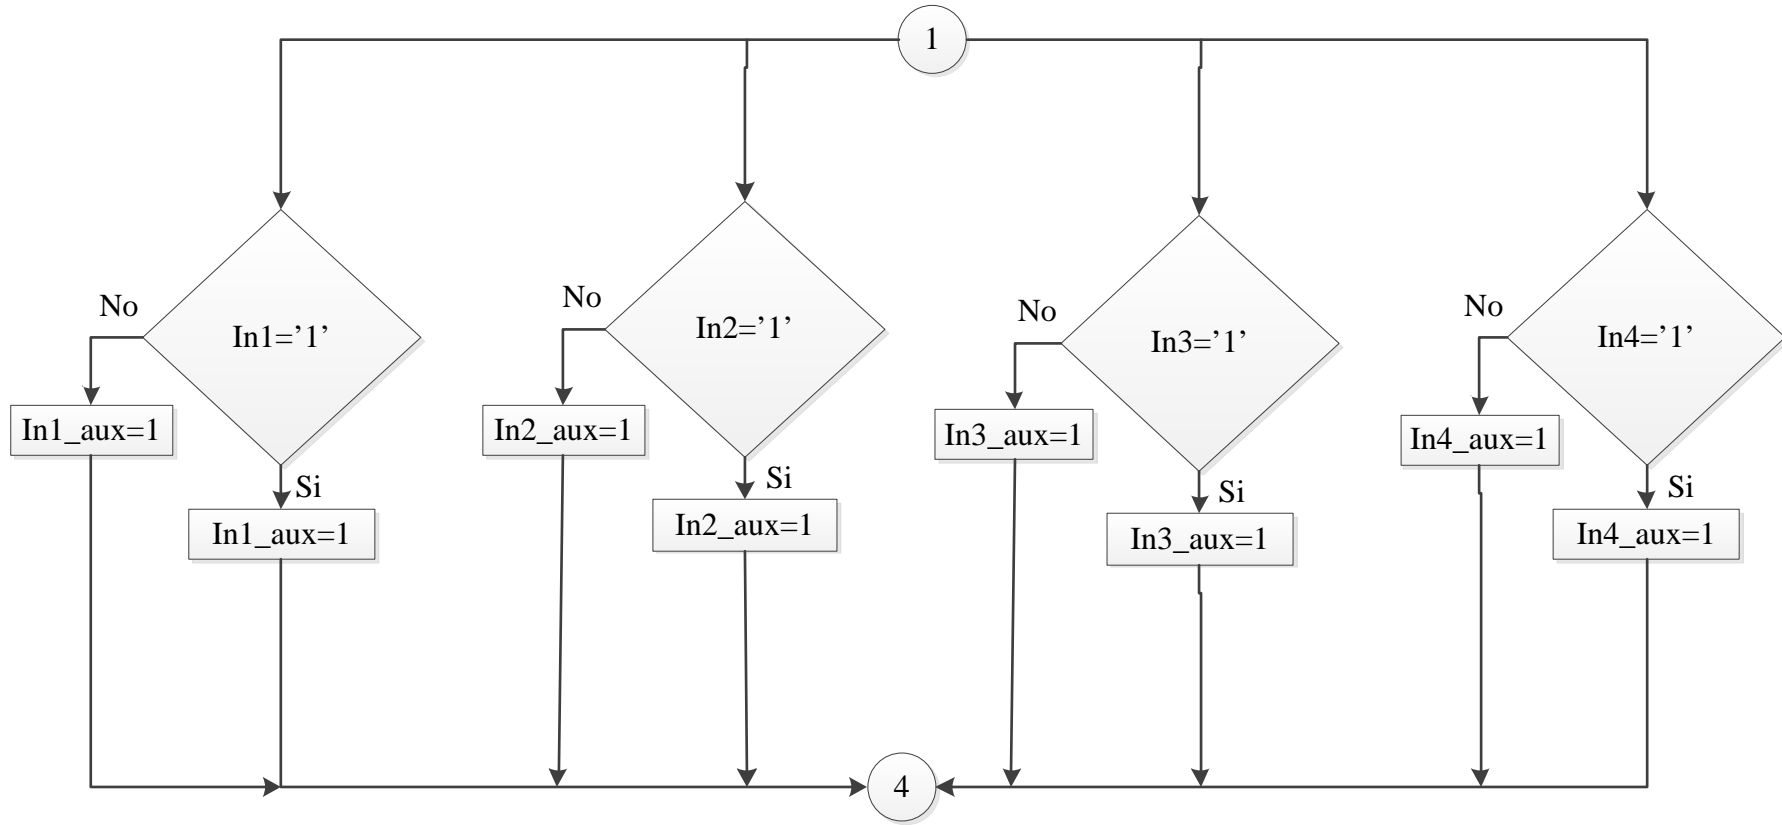 1
No
In1=’1’
In1_aux=1
Si
In1_aux=1
No
In2=’1’
In2_aux=1
Si
In2_aux=1
No
In3=’1’
In3_aux=1
Si
In3_aux=1
No
In4=’1’
In4_aux=1
Si
In4_aux=1
4